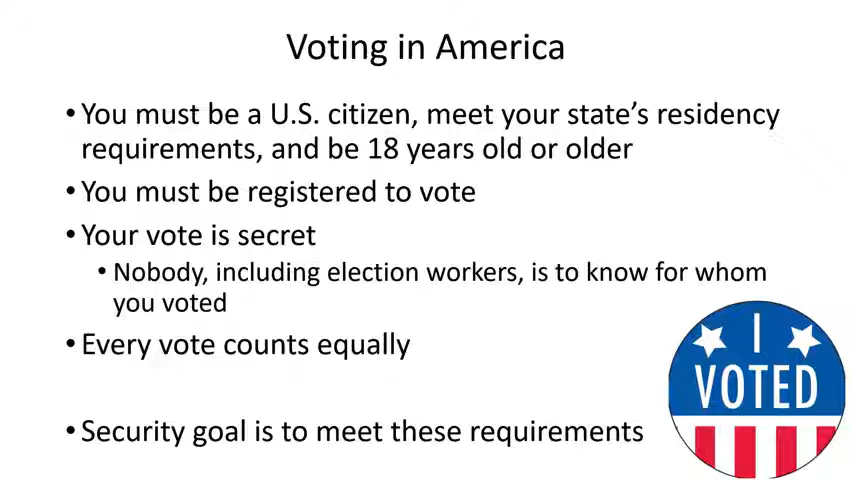 Voting in America
• You must be a U.S. citizen, meet your state's residency
requirements, and be 18 years old or older
• You must be registered to vote
• Your vote is secret
• Nobody, including election workers, is to know for whom
you voted
• Every vote counts equally
I
VOTED
• Security goal is to meet these requirements